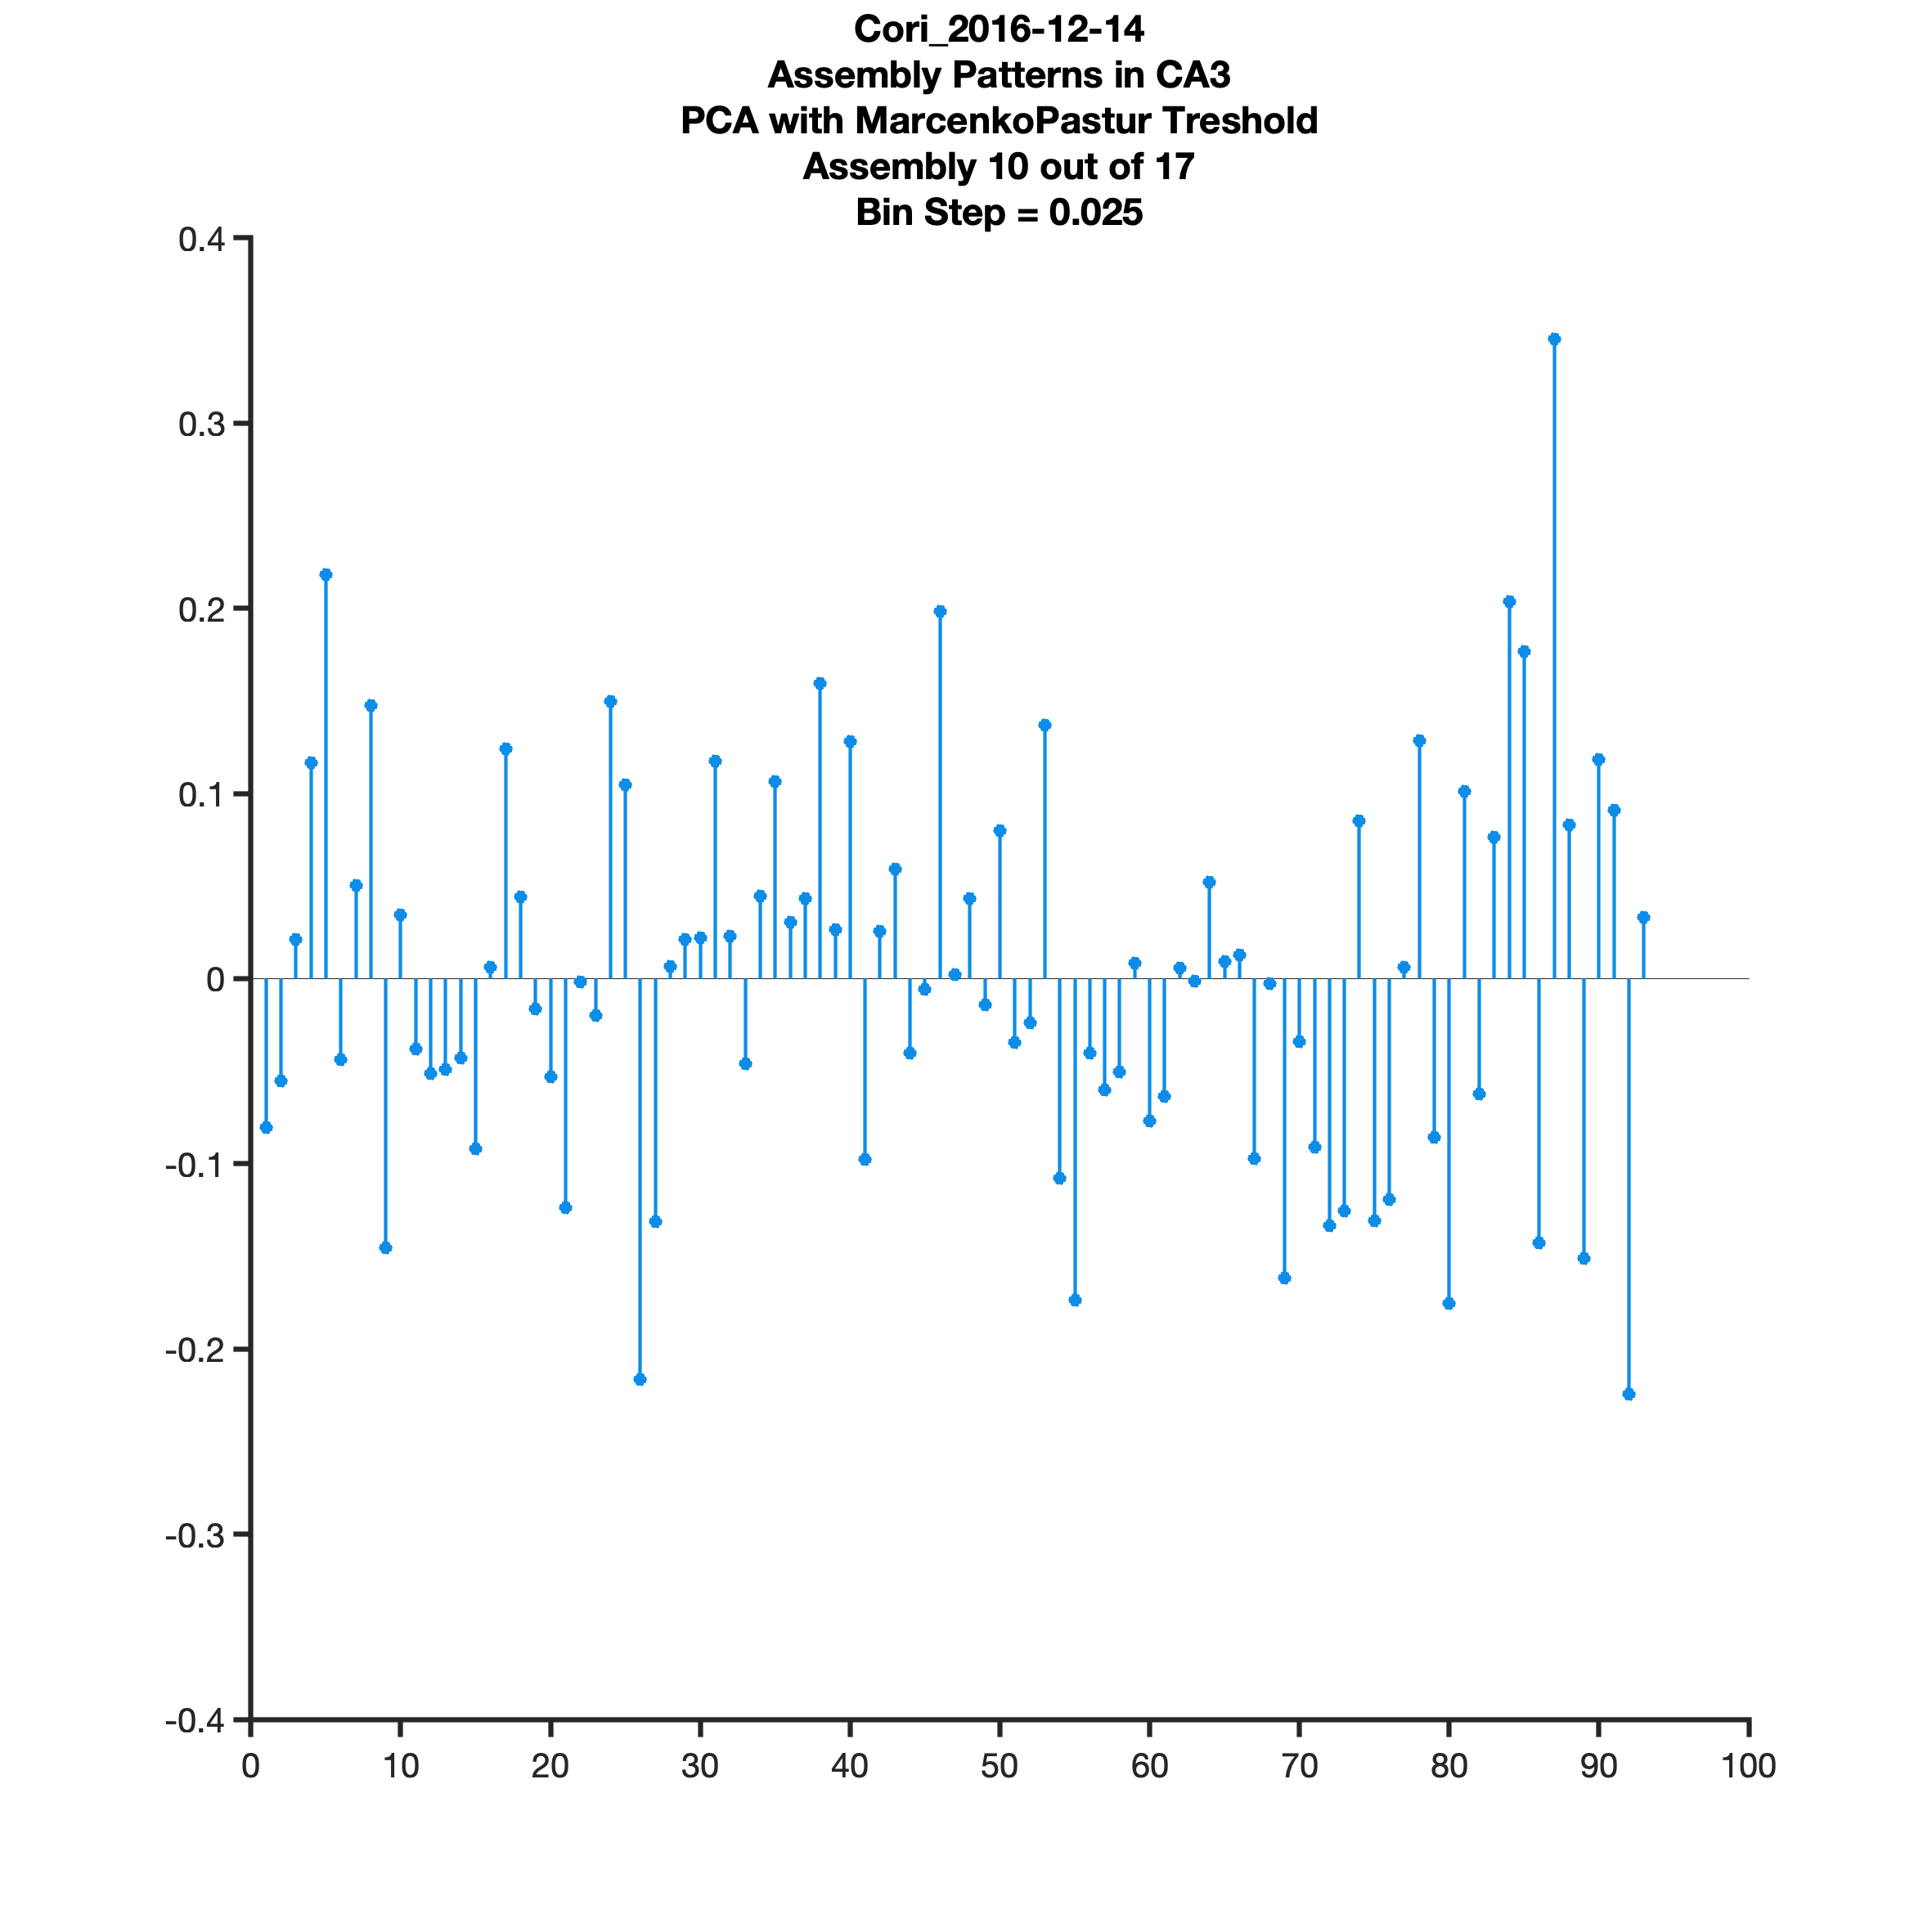 Cori_2016-12-14
Assembly Patterns in CA3
PCA with MarcenkoPastur Treshold
Assembly 10 out of 17
Bin Step = 0.025
0.4
0.3
0.2
0.1
0
-0.1
-0.2
-0.3
-0.4
0 10 20 30 40 50 60 70 80 90 100